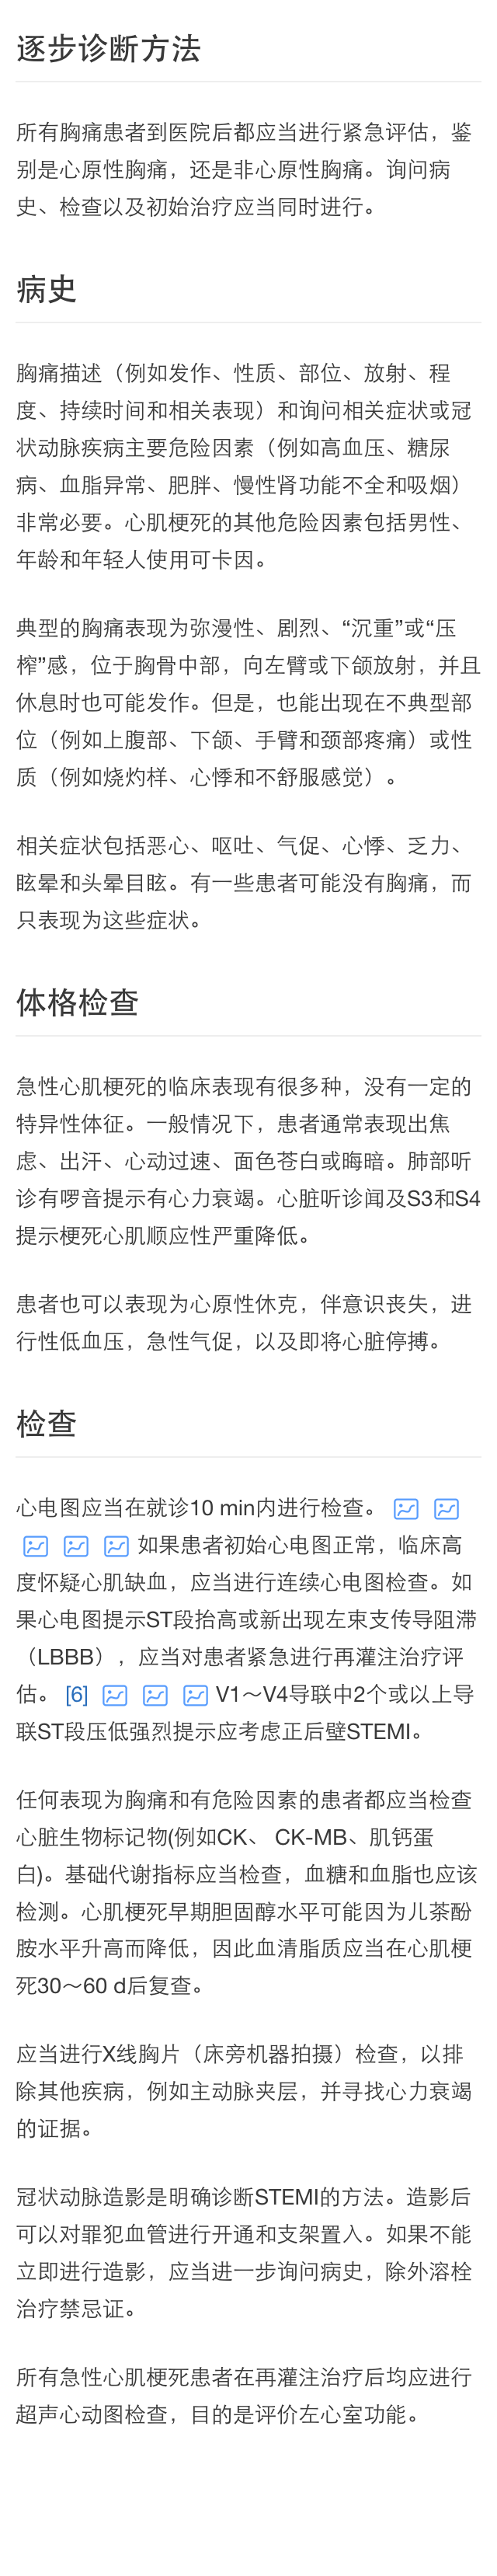 逐步诊断方法
所有胸痛患者到医院后都应当进行紧急评估，鉴
别是心原性胸痛，还是非心原性胸痛。询问病
史、检查以及初始治疗应当同时进行。
病史
胸痛描述（例如发作、性质、部位、放射、程
度、持续时间和相关表现）和询问相关症状或冠
状动脉疾病主要危险因素（例如高血压、糖尿
病、血脂异常、肥胖、慢性肾功能不全和吸烟）
非常必要。心肌梗死的其他危险因素包括男性、
年龄和年轻人使用可卡因。
典型的胸痛表现为弥漫性、剧烈、“沉重”或“压
榨”感，位于胸骨中部，向左臂或下颌放射，并且
休息时也可能发作。但是，也能出现在不典型部
位（例如上腹部、下颌、手臂和颈部疼痛）或性
质（例如烧灼样、心悸和不舒服感觉）。
相关症状包括恶心、呕吐、气促、心悸、乏力、
眩晕和头晕目眩。有一些患者可能没有胸痛，而
只表现为这些症状。
体格检查
急性心肌梗死的临床表现有很多种，没有一定的
特异性体征。一般情况下，患者通常表现出焦
虑、出汗、心动过速、面色苍白或晦暗。肺部听
诊有啰音提示有心力衰竭。心脏听诊闻及S3和S4
提示梗死心肌顺应性严重降低。
患者也可以表现为心原性休克，伴意识丧失，进
行性低血压，急性气促，以及即将心脏停搏。
检查
心电图应当在就诊10 min内进行检查。
如果患者初始心电图正常，临床高
度怀疑心肌缺血，应当进行连续心电图检查。如
果心电图提示ST段抬高或新出现左束支传导阻滞
（LBBB），应当对患者紧急进行再灌注治疗评
估。 [6] V1～V4导联中2个或以上导
联ST段压低强烈提示应考虑正后壁STEMI。
任何表现为胸痛和有危险因素的患者都应当检查
心脏生物标记物(例如CK、 CK-MB、肌钙蛋
白)。基础代谢指标应当检查，血糖和血脂也应该
检测。心肌梗死早期胆固醇水平可能因为儿茶酚
胺水平升高而降低，因此血清脂质应当在心肌梗
死30～60 d后复查。
应当进行X线胸片（床旁机器拍摄）检查，以排
除其他疾病，例如主动脉夹层，并寻找心力衰竭
的证据。
冠状动脉造影是明确诊断STEMI的方法。造影后
可以对罪犯血管进行开通和支架置入。如果不能
立即进行造影，应当进一步询问病史，除外溶栓
治疗禁忌证。
所有急性心肌梗死患者在再灌注治疗后均应进行
超声心动图检查，目的是评价左心室功能。